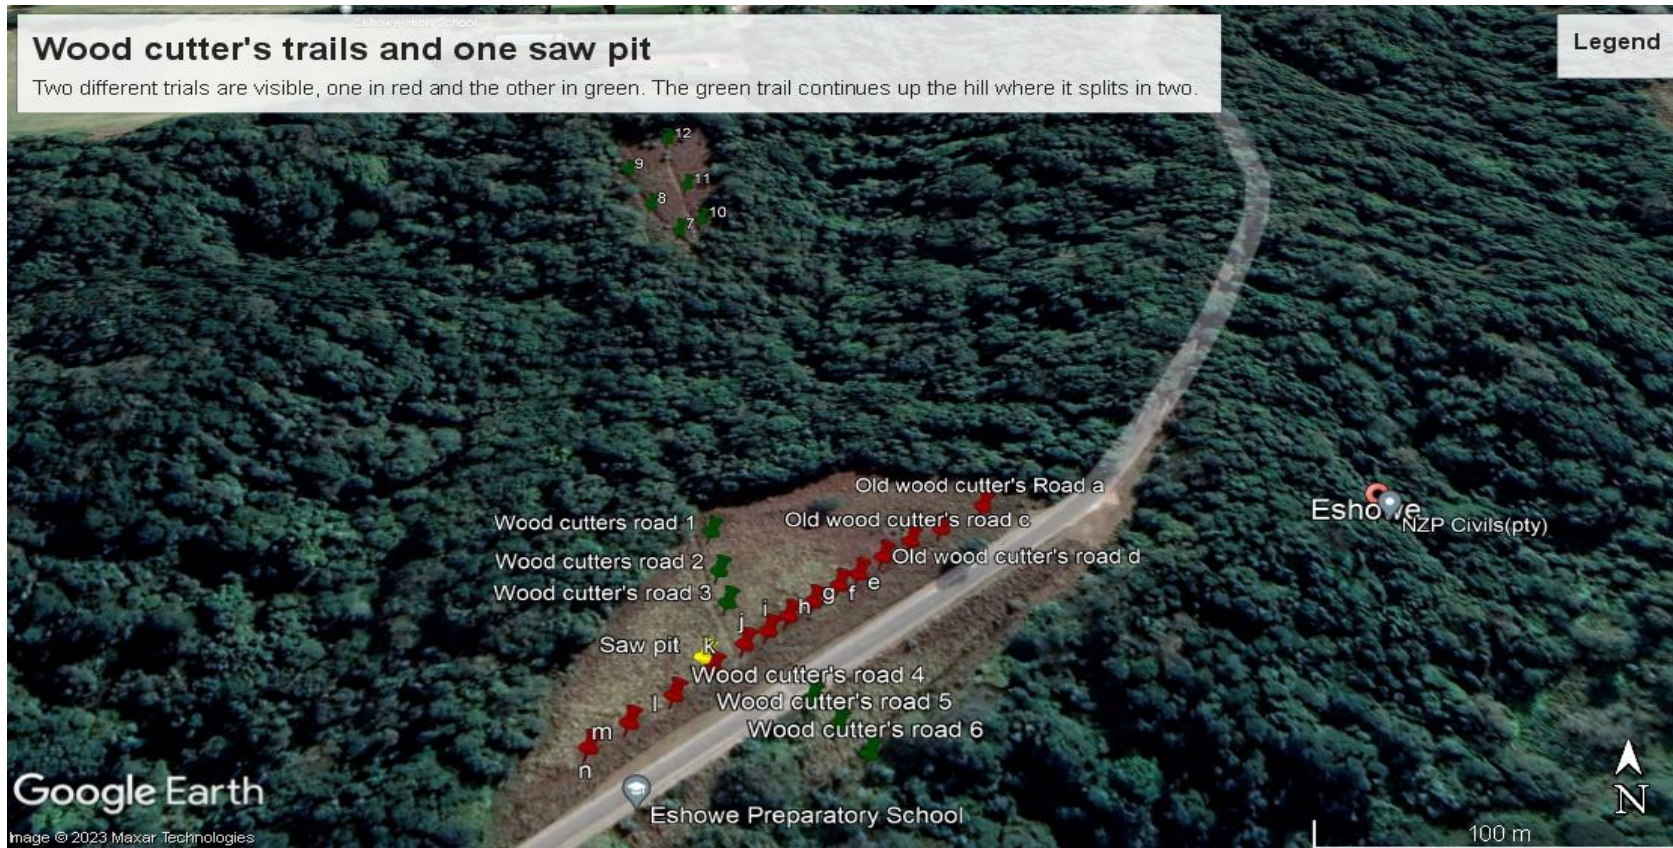 Eshowe High School
Wood cutter's trails and one saw pit
Legend
Two different trials are visible, one in red and the other in green. The green trail continues up the hill where it splits in two.
12
9
11
8
10
7
Old wood cutter's Road a
Eshowe
NZP Civils(pty)
Wood cutters road 1
Old wood cutter's road c
Old wood cutter's road d
Wood cutters road 2
e
Wood cutter's road 3
f
g
h
i
j
Saw pit
k
Wood cutter's road 4
l
Wood cutter's road 5
m
Wood cutter's road 6
n
Google Earth
Eshowe Preparatory School
N
Image © 2023 Maxar Technologies
100 m